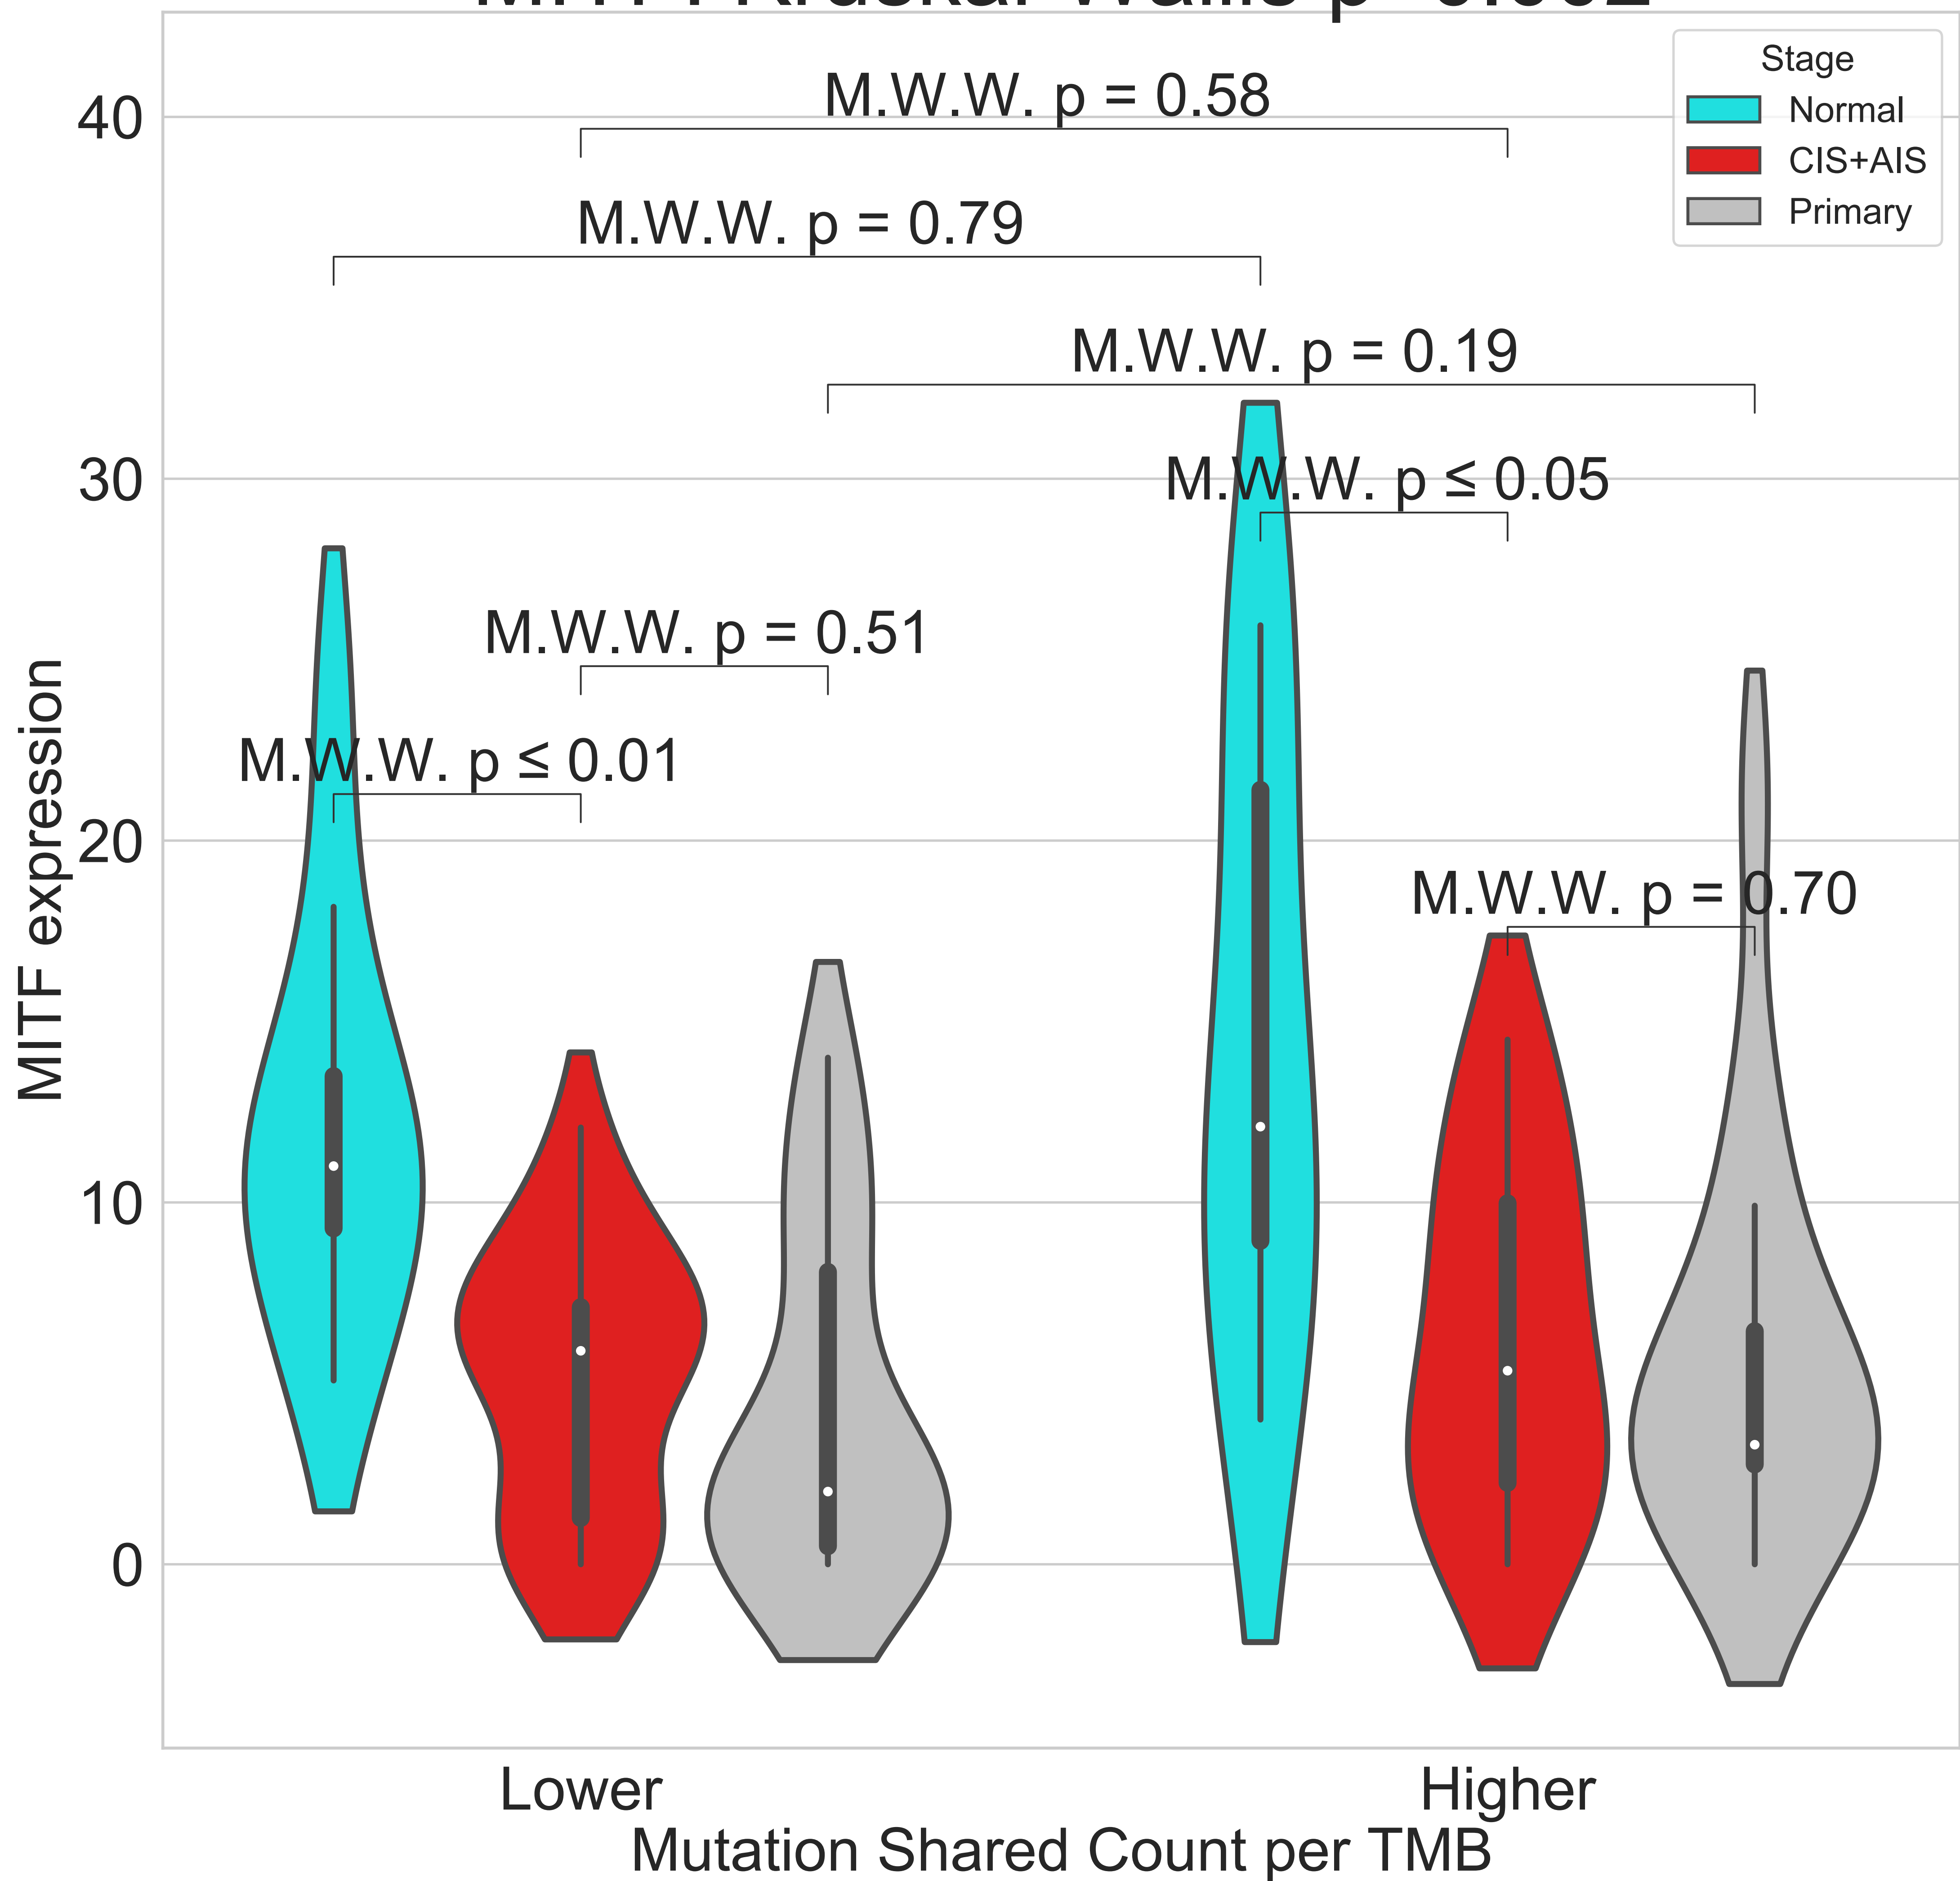 Stage
Normal
CIS+AIS
Primary
M.W.W. p = 0.58
M.W.W. p = 0.79
M.W.W. p = 0.19
M.W.W. p ≤ 0.05
M.W.W. p = 0.51
M.W.W. p ≤ 0.01
M.W.W. p = 0.70
MITF expression
40
30
20
10
0
Lower
Higher
Mutation Shared Count per TMB